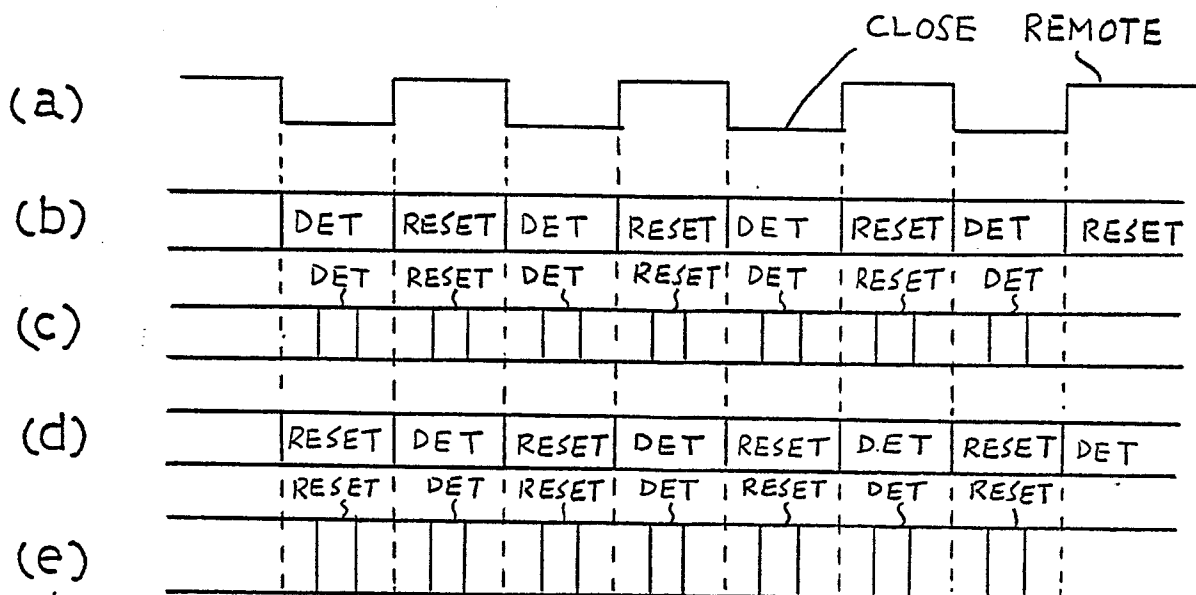 CLOSE REMOTE
(a)
(b) DET RESET DET RESET DET RESET DET RESET
DET RESET DET RESET DET RESET DET
(c)
(d) RESET DET RESET DET RESET D.ET RESET DET
RESET DET RESET DET RESET DET RESET
(e)